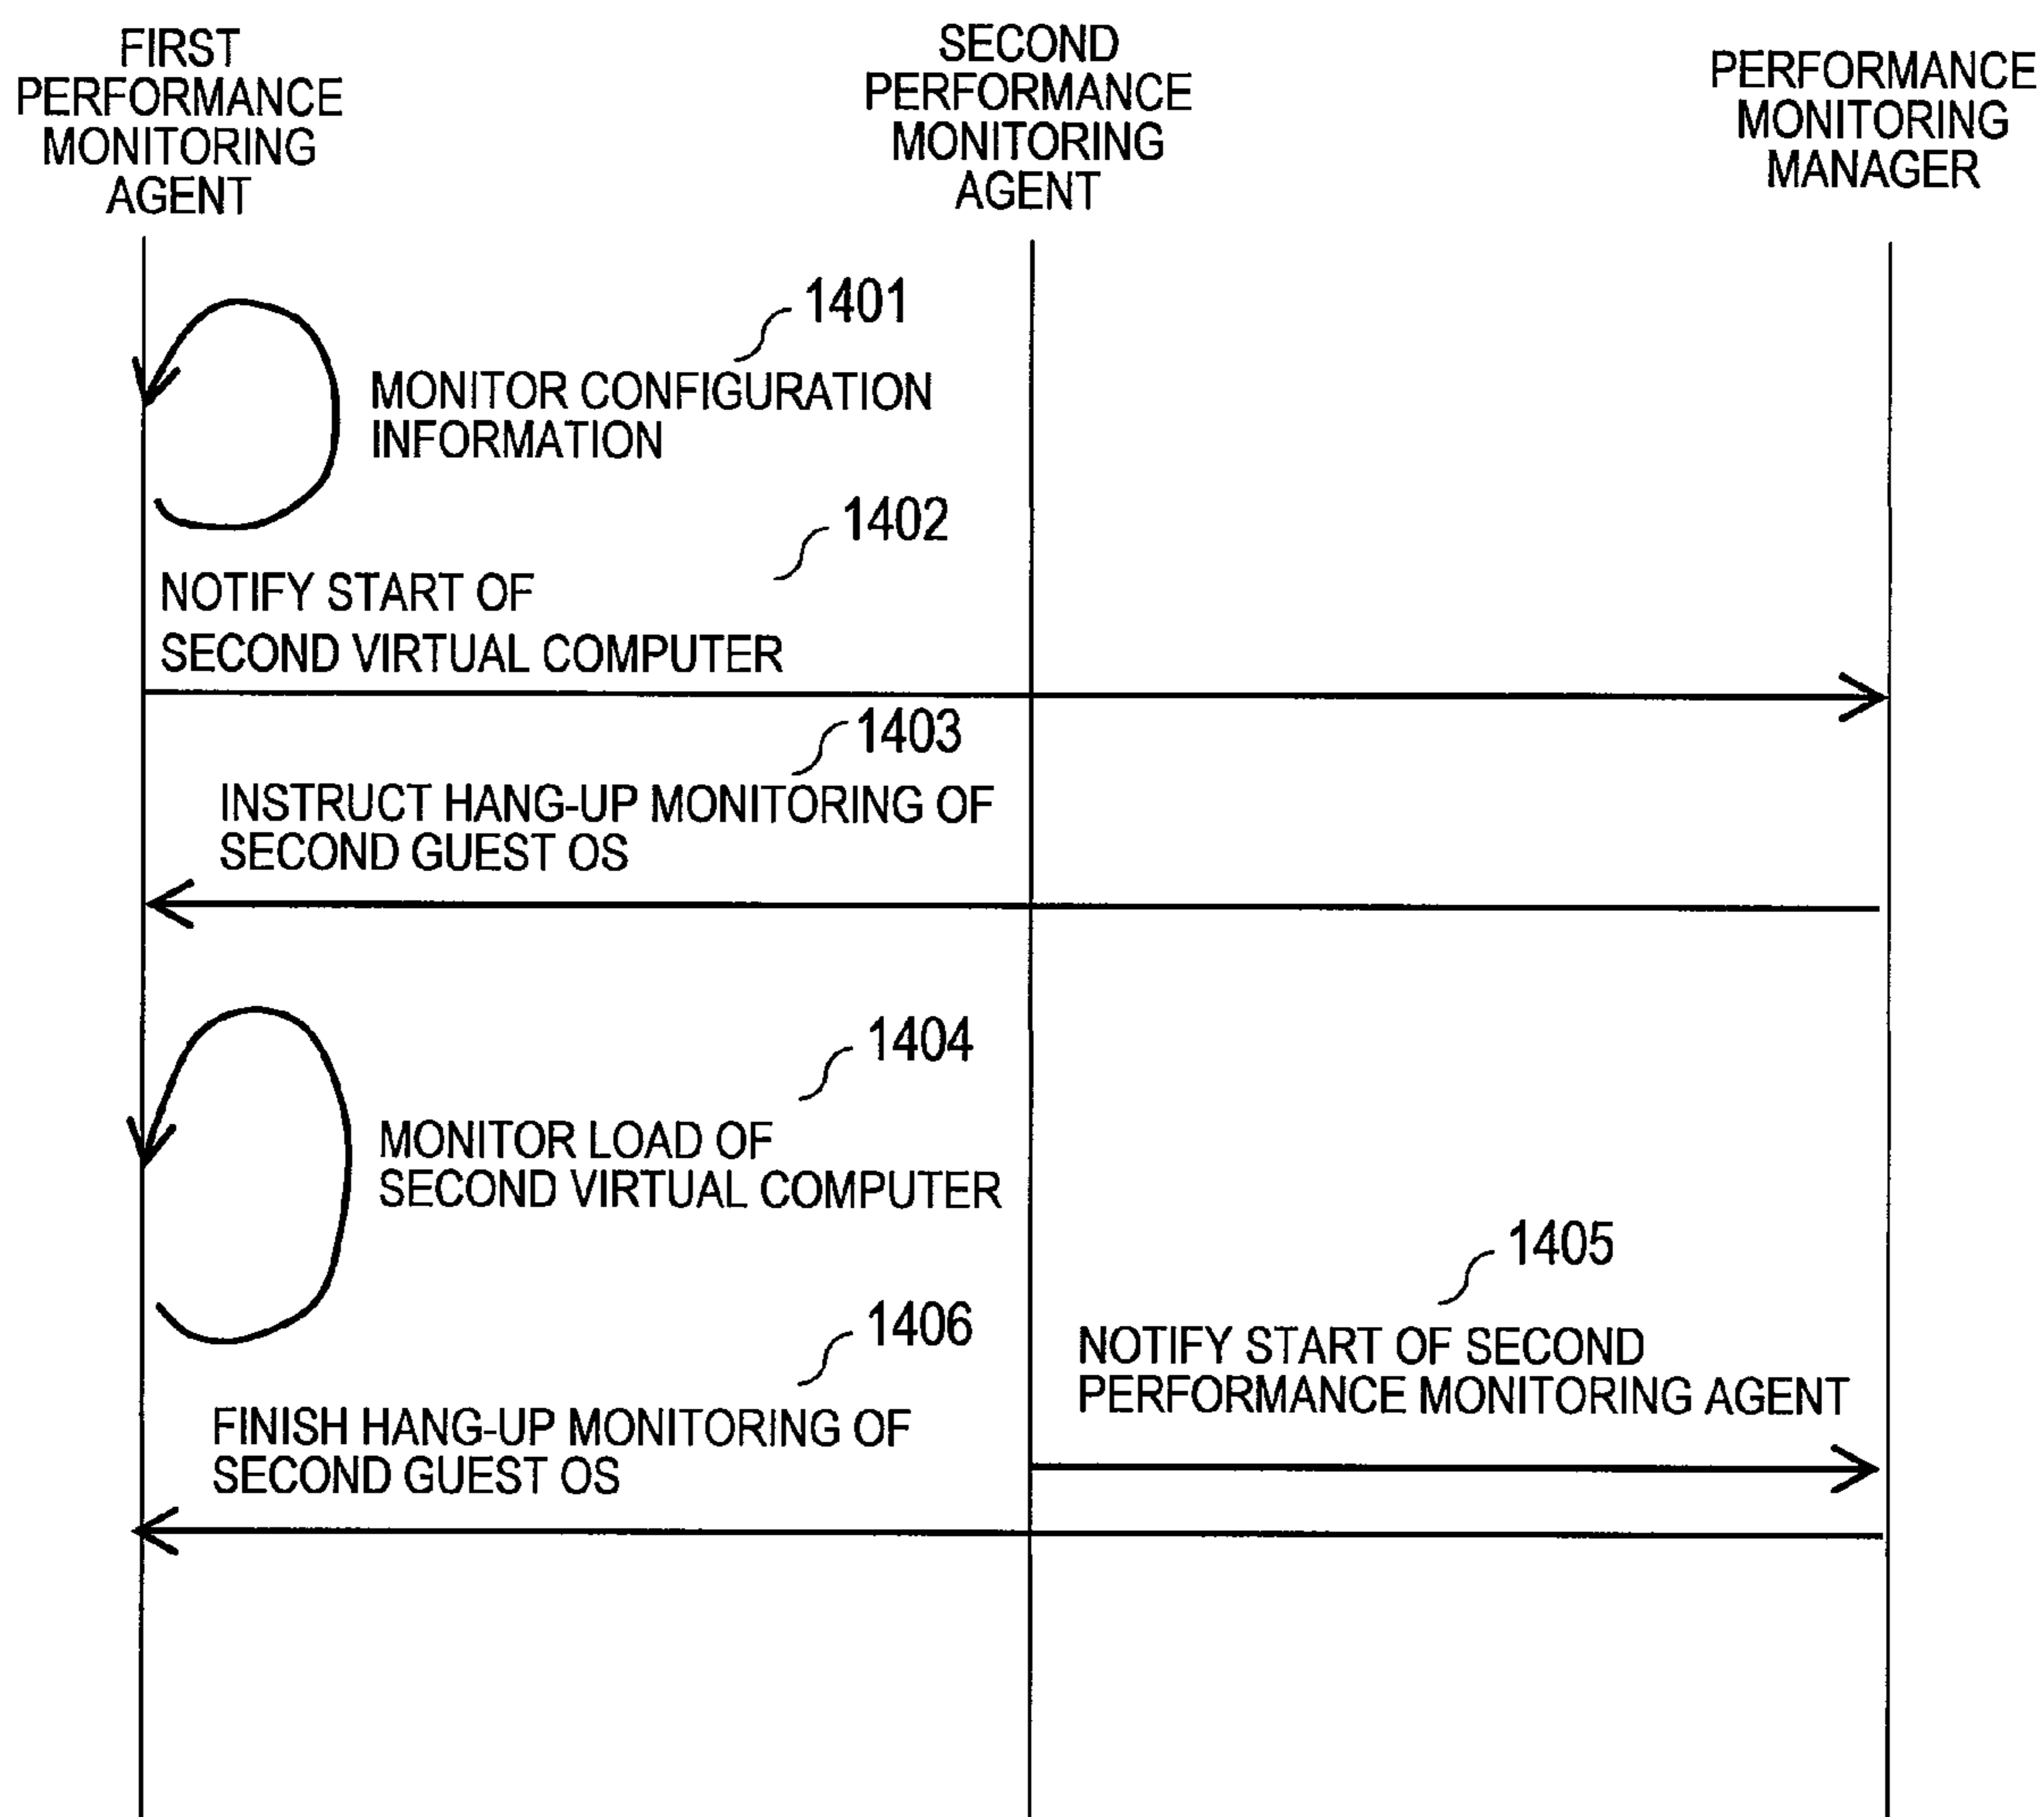 FIRST
PERFORMANCE
MONITORING
AGENT
SECOND
PERFORMANCE
MONITORING
AGENT
PERFORMANCE
MONITORING
MANAGER
1401
MONITOR CONFIGURATION
INFORMATION
1402
NOTIFY START OF
SECOND VIRTUAL COMPUTER
1403
INSTRUCT HANG-UP MONITORING OF
SECOND GUEST OS
1404
MONITOR LOAD OF
SECOND VIRTUAL COMPUTER
1405
NOTIFY START OF SECOND
PERFORMANCE MONITORING AGENT
1406
FINISH HANG-UP MONITORING OF
SECOND GUEST OS